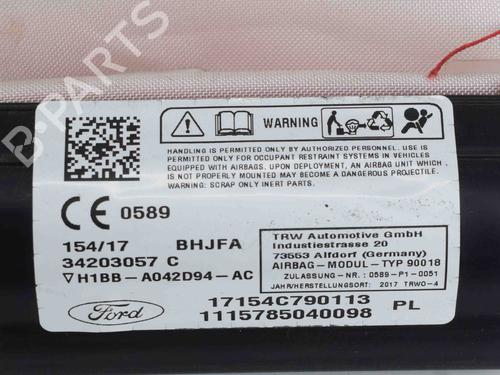 B-PARTS
WARNING
HANDLING IS PERMITTED ONLY BY AUTHORIZED PERSONNEL. USE IS
PERMITTED ONLY FOR OCCUPANT RESTRAINT SYSTEMS IN VEHICLES
EQUIPPED WITH AIRBAGS. UPON DEPLOYMENT, AN AIRBAG UNIT WHICH
IS NOT PROPERLY MOUNTED MAY BECOME A DANGEROUS PROJECTILE.
WARNING: SCRAP ONLY INERT PARTS.
CE 0589
154/17 BHJFA
34203057 C
H1BB-A042D94-AC
TRW Automotive GmbH
Industiestrasse 20
73553 Alfdorf (Germany)
AIRBAG-MODUL-TYP 90018
ZULASSUNG-NR.: 0589-P1-0051
JAHR/HERSTELLUNGSORT: 2017 TRWO-4
Ford
17154C790113 PL
1115785040098